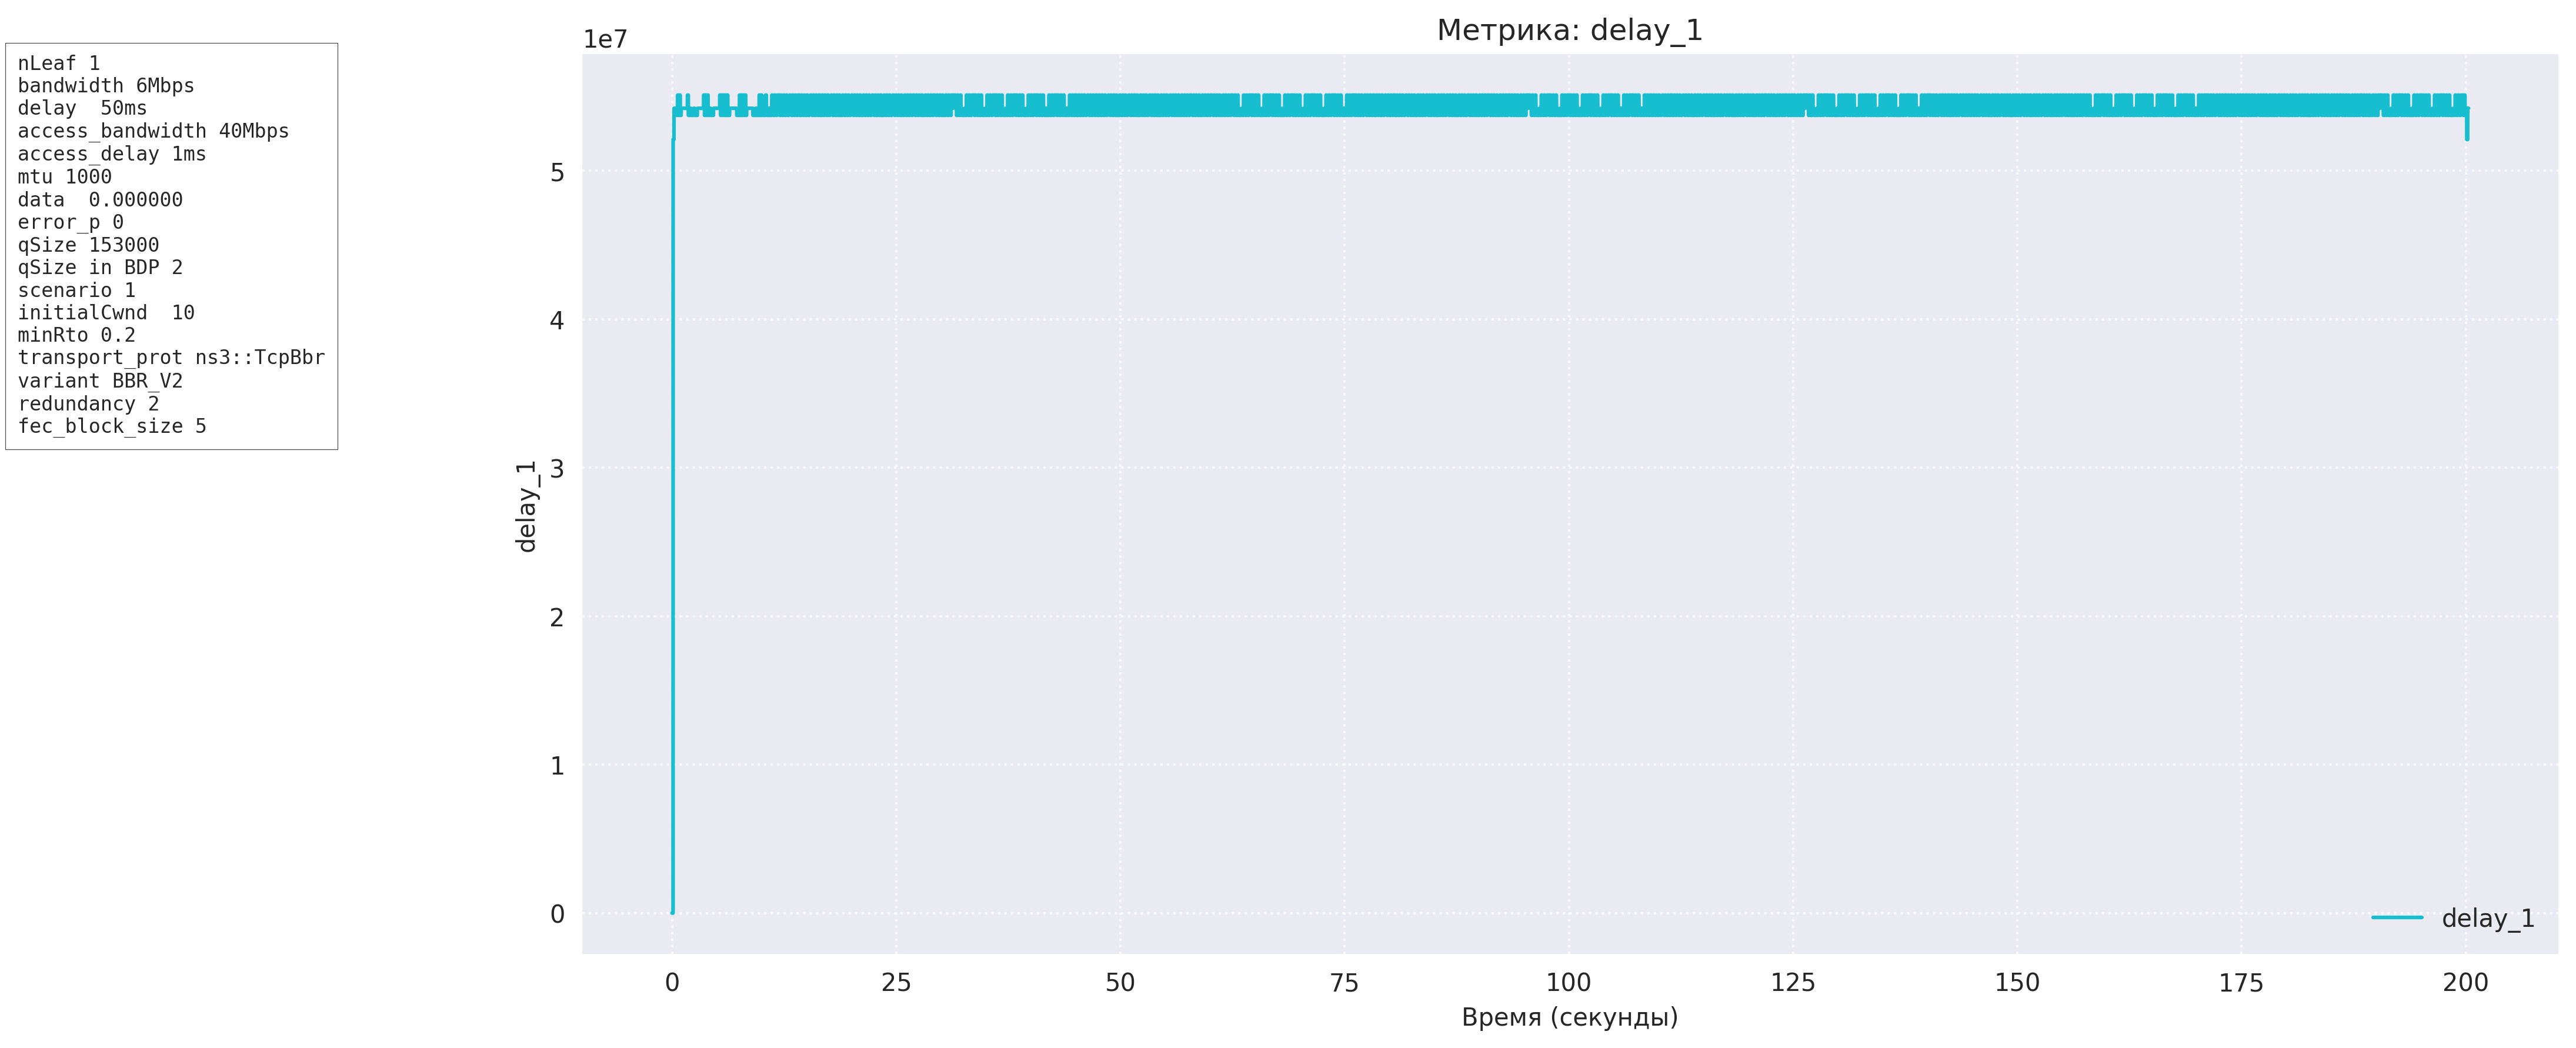 nLeaf 1
bandwidth 6Mbps
delay  50ms
access_bandwidth 40Mbps
access_delay 1ms
mtu 1000
data  0.000000
error_p 0
qSize 153000
qSize in BDP 2
scenario 1
initialCwnd  10
minRto 0.2
transport_prot ns3::TcpBbr
variant BBR_V2
redundancy 2
fec_block_size 5
Метрика: delay_1
1e7
5
4
3
2
1
0
delay_1
delay_1
0 25 50 75 100 125 150 175 200
Время (секунды)